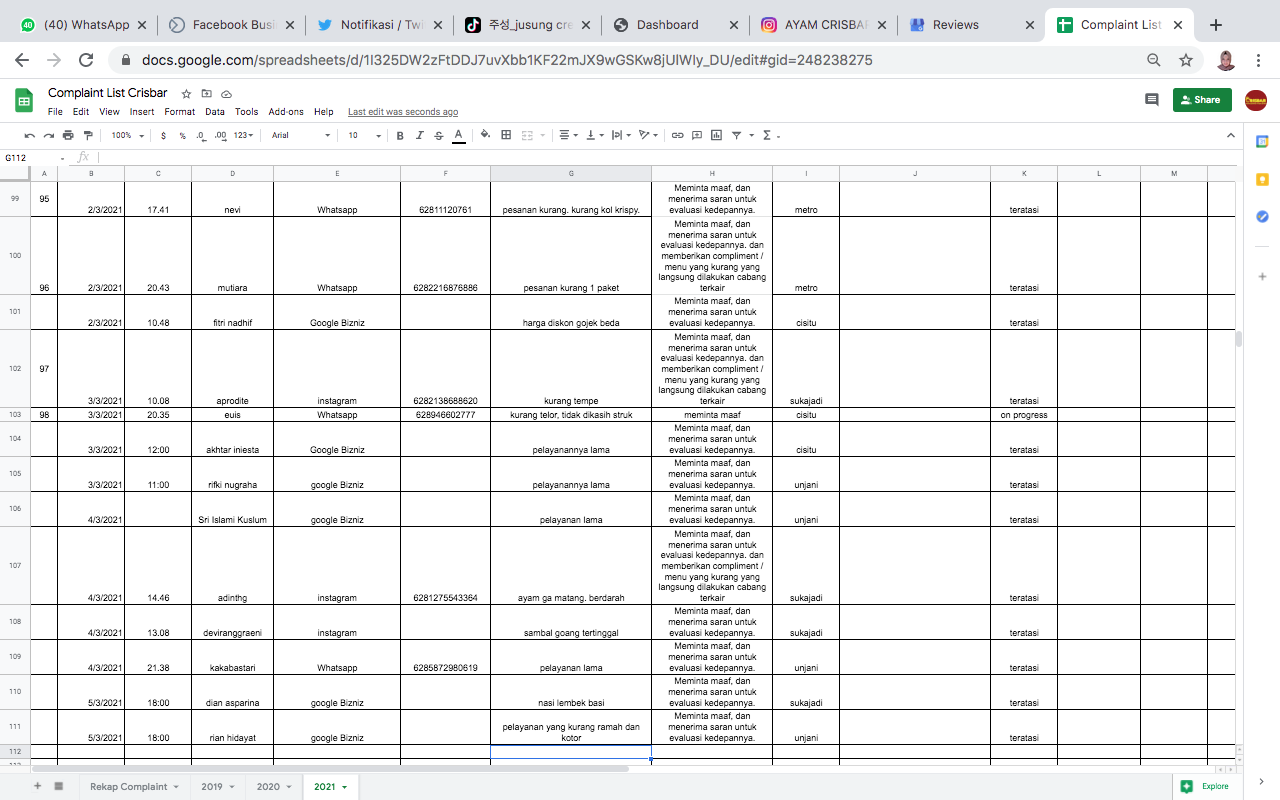 (40) WhatsApp
Facebook Busi
Notifikasi / Twi
주성_jusung cre
Dashboard
AYAM CRISBAR
Reviews
Complaint List
docs.google.com/spreadsheets/d/1I325DW2zFtDDJ7uvXbb1KF22mJX9wGSKw8jUIWIy_DU/edit#gid=248238275
Complaint List Crisbar
File Edit View Insert Format Data Tools Add-ons Help Last edit was seconds ago
Share
100% $ % .0 .00 123 Arial 10 B I S A
G112 fx
A B C D E F G H I J K L M
Meminta maaf, dan
menerima saran untuk
99 95 2/3/2021 17.41 nevi Whatsapp 62811120761 pesanan kurang. kurang kol krispy. evaluasi kedepannya. metro teratasi
Meminta maaf, dan
menerima saran untuk
evaluasi kedepannya. dan
memberikan compliment /
menu yang kurang yang
langsung dilakukan cabang
100 96 2/3/2021 20.43 mutiara Whatsapp 6282216876886 pesanan kurang 1 paket terkair metro teratasi
Meminta maaf, dan
menerima saran untuk
101 2/3/2021 10.48 fitri nadhif Google Bizniz harga diskon gojek beda evaluasi kedepannya. cisitu teratasi
Meminta maaf, dan
menerima saran untuk
evaluasi kedepannya. dan
memberikan compliment /
menu yang kurang yang
langsung dilakukan cabang
102 97 3/3/2021 10.08 aprodite instagram 6282138688620 kurang tempe terkair sukajadi teratasi
103 98 3/3/2021 20.35 euis Whatsapp 628946602777 kurang telor, tidak dikasih struk meminta maaf cisitu on progress
Meminta maaf, dan
menerima saran untuk
104 3/3/2021 12:00 akhtar iniesta Google Bizniz pelayanannya lama evaluasi kedepannya. cisitu teratasi
Meminta maaf, dan
menerima saran untuk
105 3/3/2021 11:00 rifki nugraha google Bizniz pelayanannya lama evaluasi kedepannya. unjani teratasi
Meminta maaf, dan
menerima saran untuk
106 4/3/2021 Sri Islami Kuslum google Bizniz pelayanan lama evaluasi kedepannya. unjani teratasi
Meminta maaf, dan
menerima saran untuk
evaluasi kedepannya. dan
memberikan compliment /
menu yang kurang yang
langsung dilakukan cabang
107 4/3/2021 14.46 adinthg instagram 6281275543364 ayam ga matang. berdarah terkair sukajadi teratasi
Meminta maaf, dan
menerima saran untuk
108 4/3/2021 13.08 deviranggraeni instagram sambal goang tertinggal evaluasi kedepannya. sukajadi teratasi
Meminta maaf, dan
menerima saran untuk
109 4/3/2021 21.38 kakabastari Whatsapp 6285872980619 pelayanan lama evaluasi kedepannya. unjani teratasi
Meminta maaf, dan
menerima saran untuk
110 5/3/2021 18:00 dian asparina google Bizniz nasi lembek basi evaluasi kedepannya. sukajadi teratasi
Meminta maaf, dan
pelayanan yang kurang ramah dan menerima saran untuk
111 5/3/2021 18:00 rian hidayat google Bizniz kotor evaluasi kedepannya. unjani teratasi
112
Rekap Complaint 2019 2020 2021 Explore